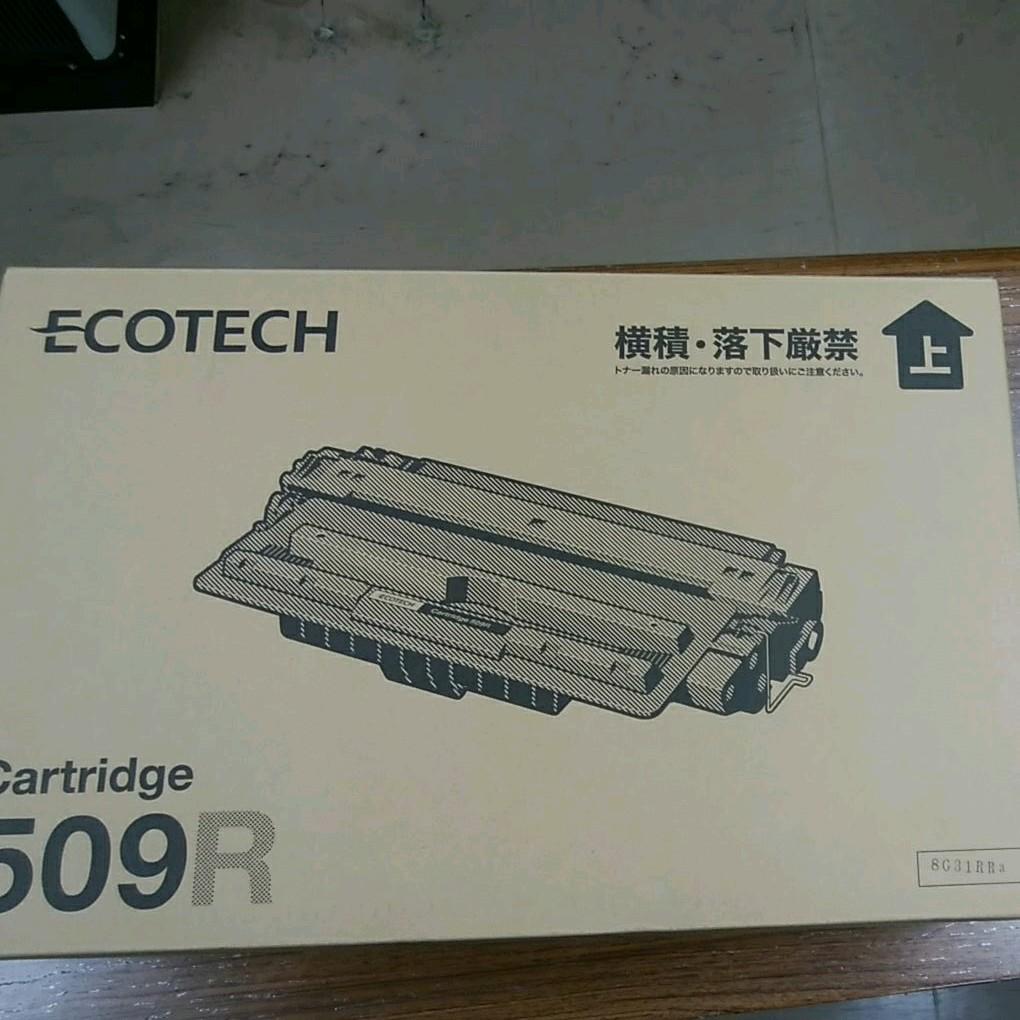 ECOTECH
横積・落下厳禁
トナー漏れの原因になりますので取り扱いにご注意ください。
上
ECOTECH
Cartridge
509R
8G31RRa